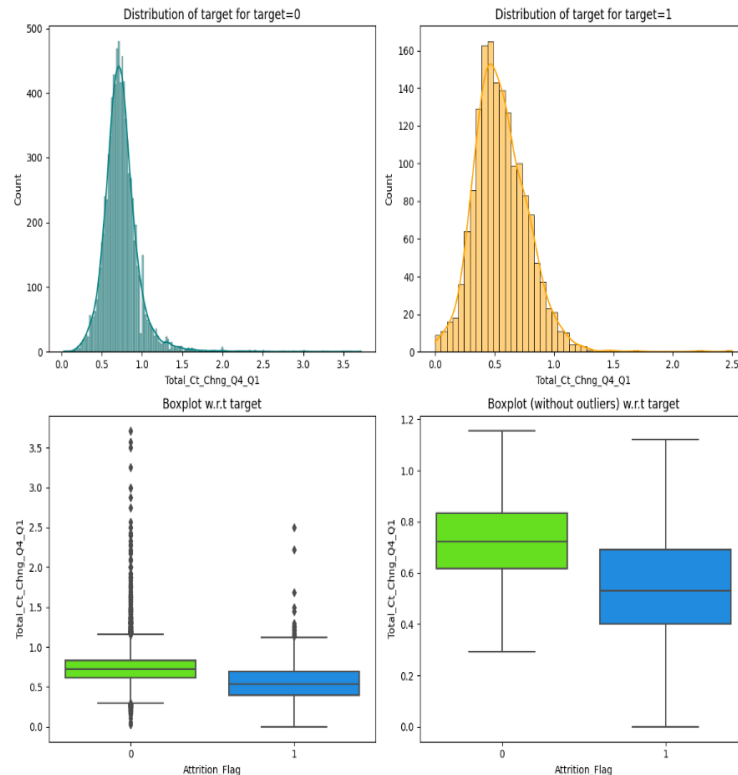 Distribution of target for target=0
500
400
300
200
100
0
Count
0.0 0.5 1.0 1.5 2.0 2.5 3.0 3.5
Total_Ct_Chng_Q4_Q1
Distribution of target for target=1
160
140
120
100
80
60
40
20
0
Count
0.0 0.5 1.0 1.5 2.0 2.5
Total_Ct_Chng_Q4_Q1
Boxplot w.r.t target
3.5
3.0
2.5
2.0
1.5
1.0
0.5
0.0
Total_Ct_Chng_Q4_Q1
0 1
Attrition_Flag
Boxplot (without outliers) w.r.t target
1.2
1.0
0.8
0.6
0.4
0.2
0.0
Total_Ct_Chng_Q4_Q1
0 1
Attrition_Flag